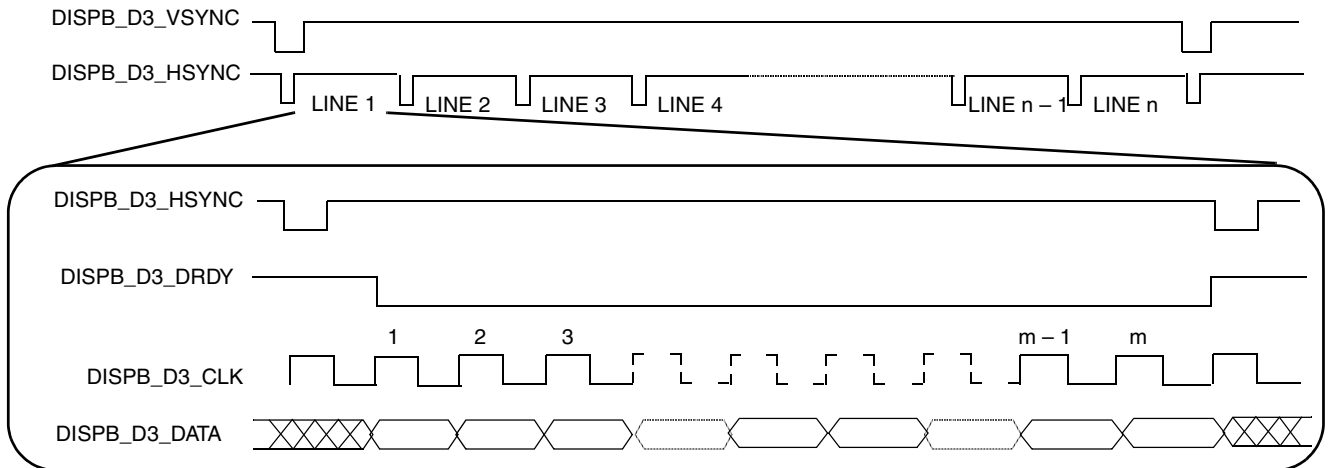 DISPB_D3_VSYNC
DISPB_D3_HSYNC
LINE 1 LINE 2 LINE 3 LINE 4 LINE n – 1 LINE n
DISPB_D3_HSYNC
DISPB_D3_DRDY
1 2 3 m – 1 m
DISPB_D3_CLK
DISPB_D3_DATA